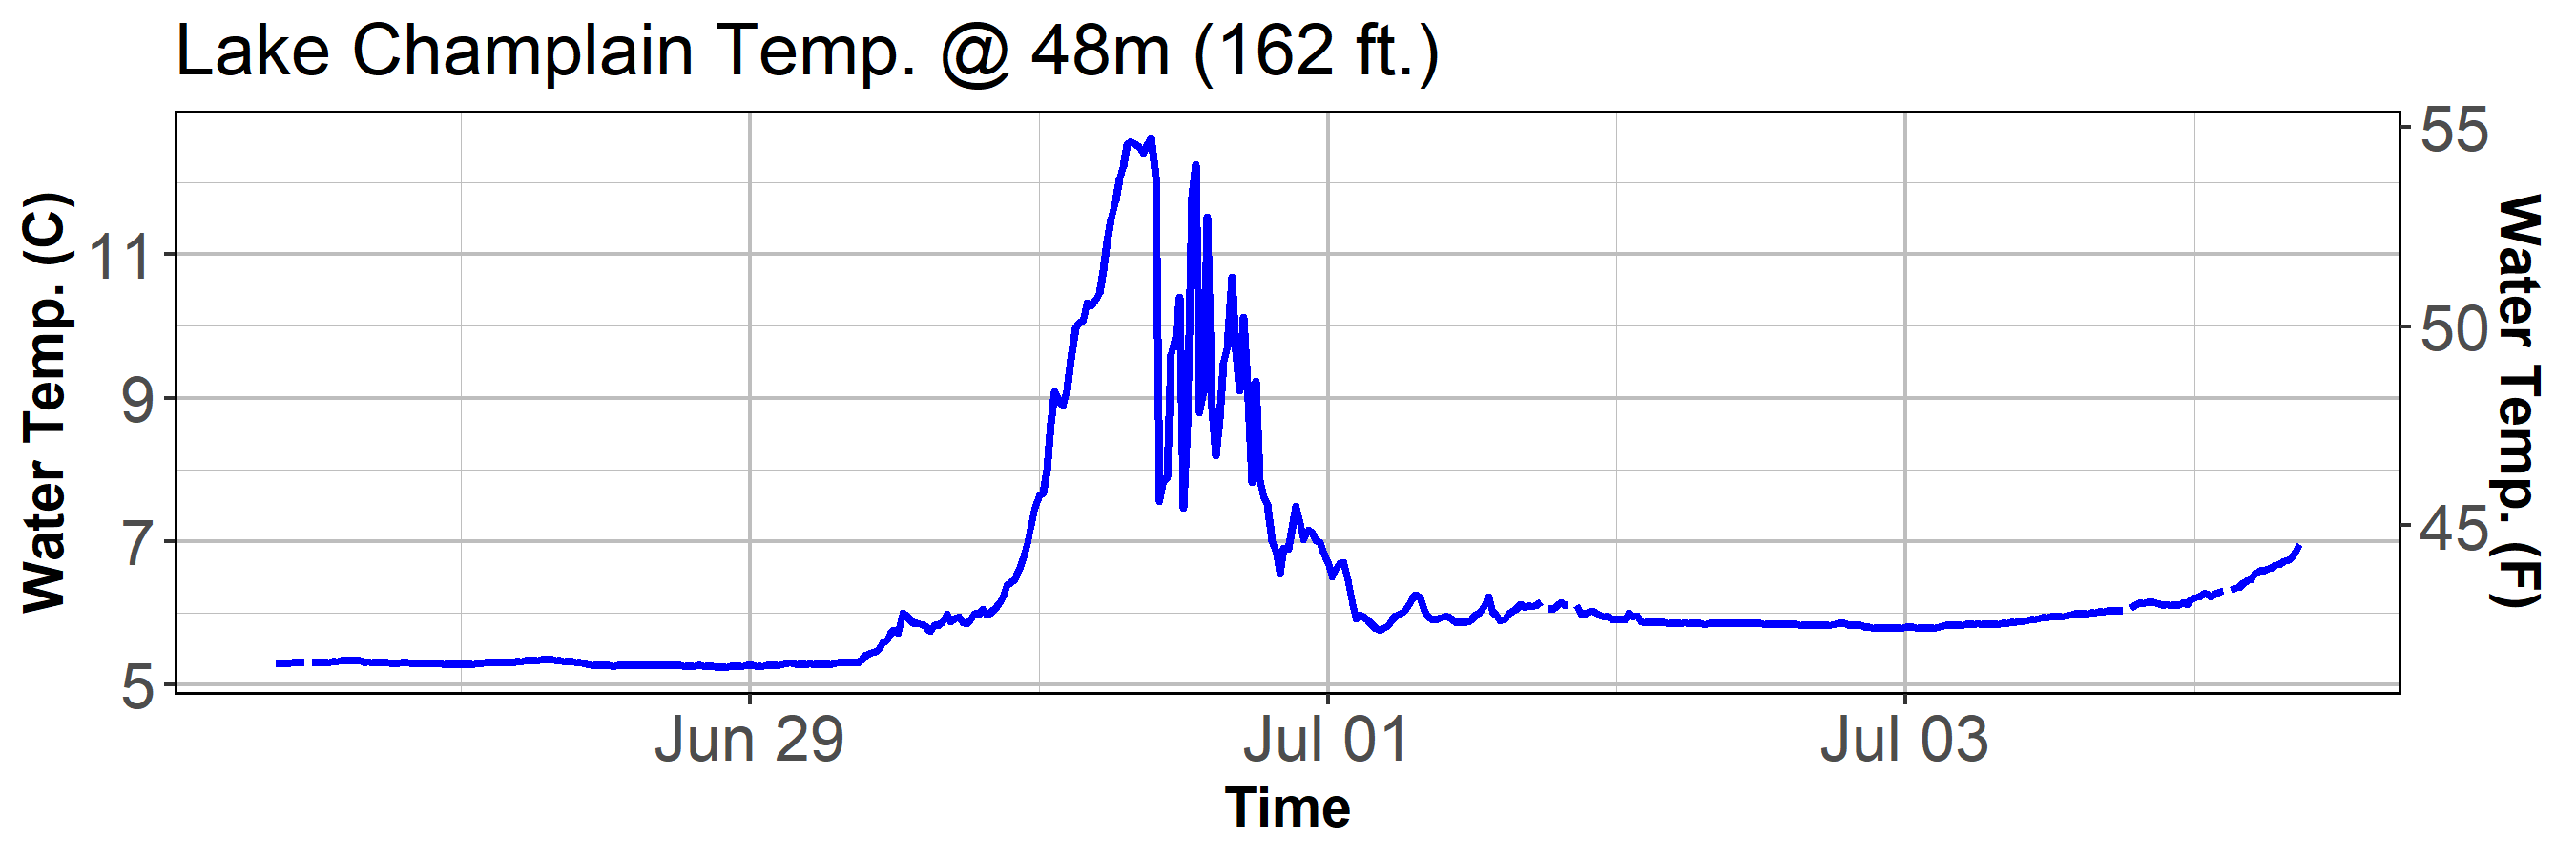 Lake Champlain Temp. @ 48m (162 ft.)
Water Temp. (C)
11
9
7
5
55
50
45
Water Temp. (F)
Jun 29
Jul 01
Jul 03
Time